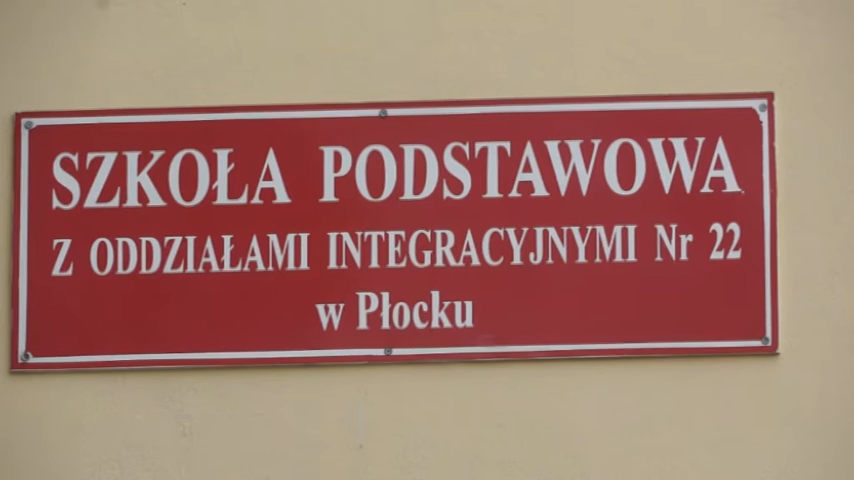 SZKOŁA PODSTAWOWA
Z ODDZIAŁAMI INTEGRACYJNYMI Nr 22
w Płocku